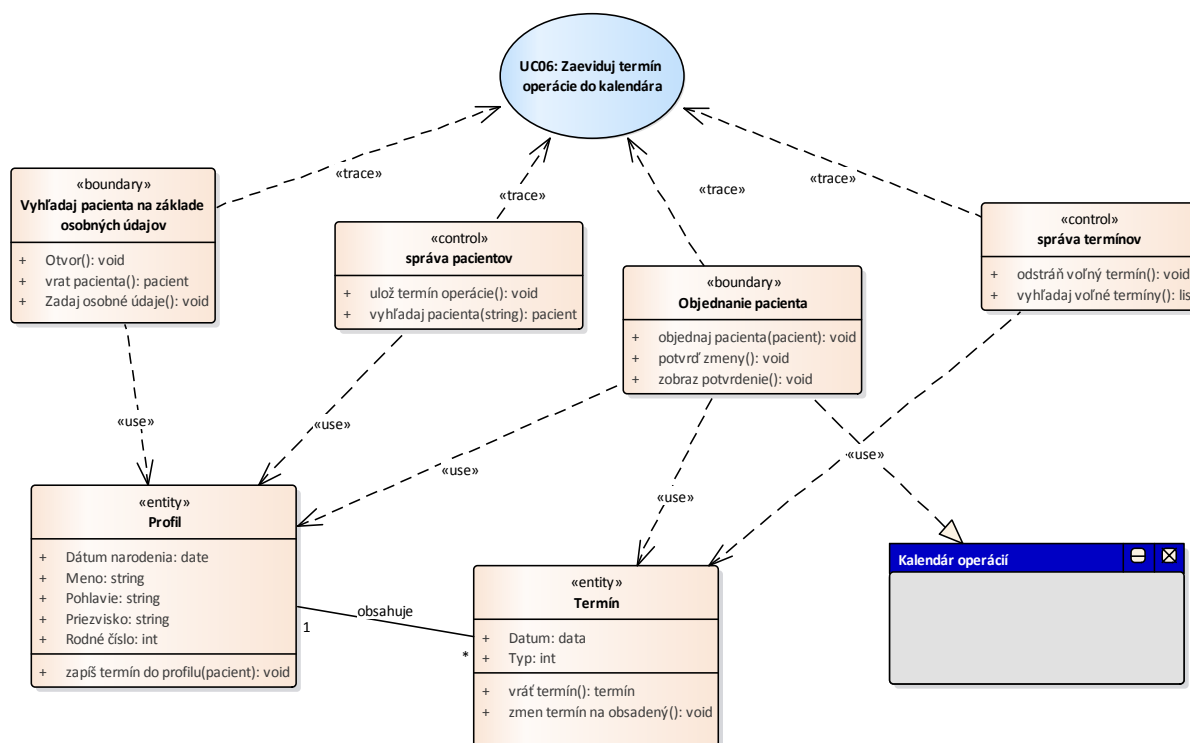 UC06: Zaeviduj termín
operácie do kalendára
«trace»
«trace»
«trace»
«trace»
«boundary»
Vyhľadaj pacienta na základe
osobných údajov
+ Otvor(): void
+ vrat pacienta(): pacient
+ Zadaj osobné údaje(): void
«control»
správa pacientov
+ ulož termín operácie(): void
+ vyhľadaj pacienta(string): pacient
«boundary»
Objednanie pacienta
+ objednaj pacienta(pacient): void
+ potvrď zmeny(): void
+ zobraz potvrdenie(): void
«control»
správa termínov
+ odstráň voľný termín(): void
+ vyhľadaj voľné termíny(): lis
«use»
«use»
«use»
«use»
«use»
«entity»
Profil
+ Dátum narodenia: date
+ Meno: string
+ Pohlavie: string
+ Priezvisko: string
+ Rodné číslo: int
+ zapíš termín do profilu(pacient): void
obsahuje
1
*
«entity»
Termín
+ Datum: data
+ Typ: int
+ vráť termín(): termín
+ zmen termín na obsadený(): void
Kalendár operácií